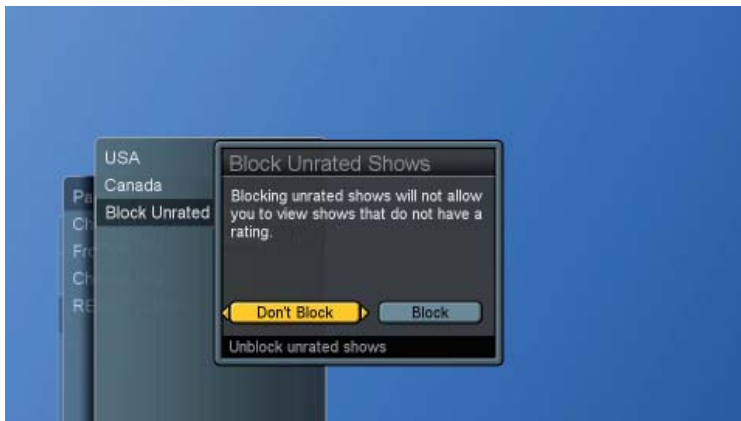 USA
Canada
Block Unrated
Block Unrated Shows
Blocking unrated shows will not allow
you to view shows that do not have a
rating.
Don't Block
Block
Unblock unrated shows